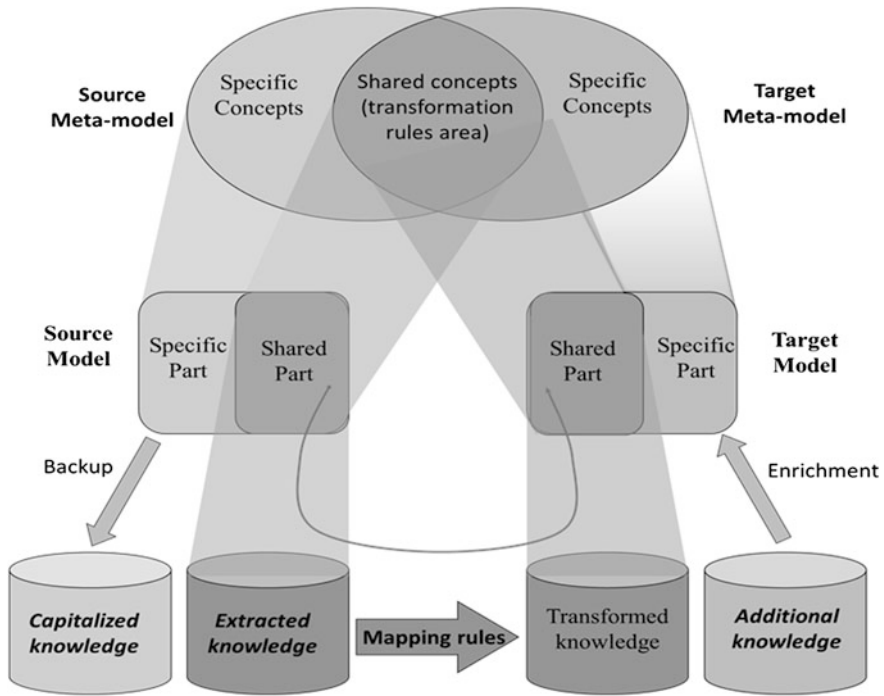 Source
Meta-model
Specific
Concepts
Shared concepts
(transformation
rules area)
Specific
Concepts
Target
Meta-model
Source
Model
Specific
Part
Shared
Part
Shared
Part
Specific
Part
Target
Model
Backup
Enrichment
Capitalized
knowledge
Extracted
knowledge
Mapping rules
Transformed
knowledge
Additional
knowledge